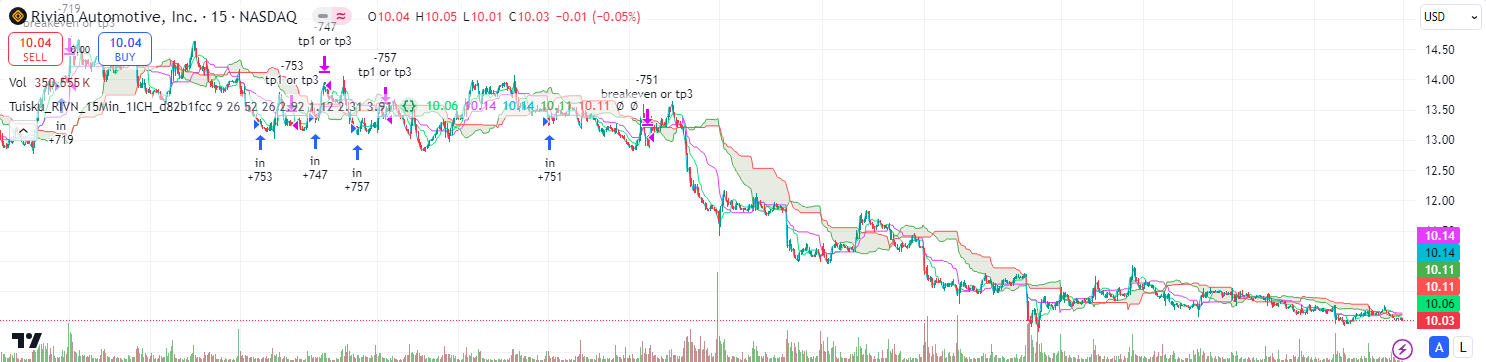 -719
breakeven or tp3
Rivian Automotive, Inc. · 15 · NASDAQ
O10.04 H10.05 L10.01 C10.03 −0.01 (−0.05%)
USD
10.04
SELL
0.00
10.04
BUY
Vol 350.555 K
Tuisku_RIVN_15Min_1ICH_d82b1fcc 9 26 52 26 2.92 1.12 2.31 3.91 {} 10.06 10.14 10.14 10.11 10.11 Ø Ø
in
+719
-753
tp1 or tp3
-747
tp1 or tp3
-757
tp1 or tp3
-751
breakeven or tp3
in
+753
in
+747
in
+757
in
+751
14.50
14.00
13.50
13.00
12.50
12.00
10.14
10.14
10.11
10.11
10.06
10.03
A
L